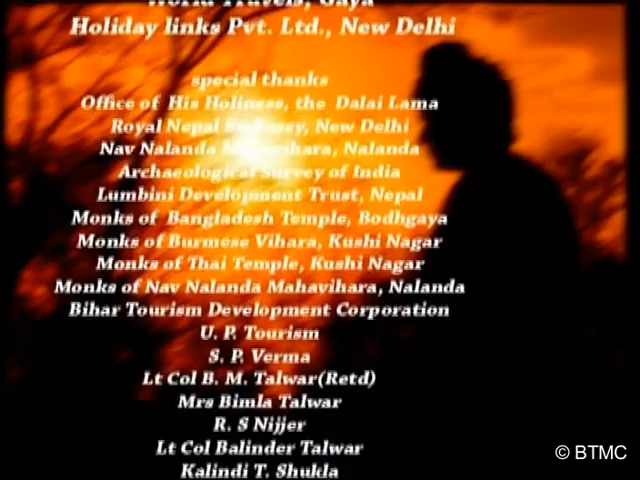 World Travels, Gaya
Holiday links Pvt. Ltd., New Delhi
special thanks
Office of His Holiness, the Dalai Lama
Royal Nepal Embassy, New Delhi
Nav Nalanda Mahavihara, Nalanda
Archaeological Survey of India
Lumbini Development Trust, Nepal
Monks of Bangladesh Temple, Bodhgaya
Monks of Burmese Vihara, Kushi Nagar
Monks of Thai Temple, Kushi Nagar
Monks of Nav Nalanda Mahavihara, Nalanda
Bihar Tourism Development Corporation
U. P. Tourism
S. P. Verma
Lt Col B. M. Talwar(Retd)
Mrs Bimla Talwar
R. S Nijjer
Lt Col Balinder Talwar
Kalindi T. Shukla
© BTMC